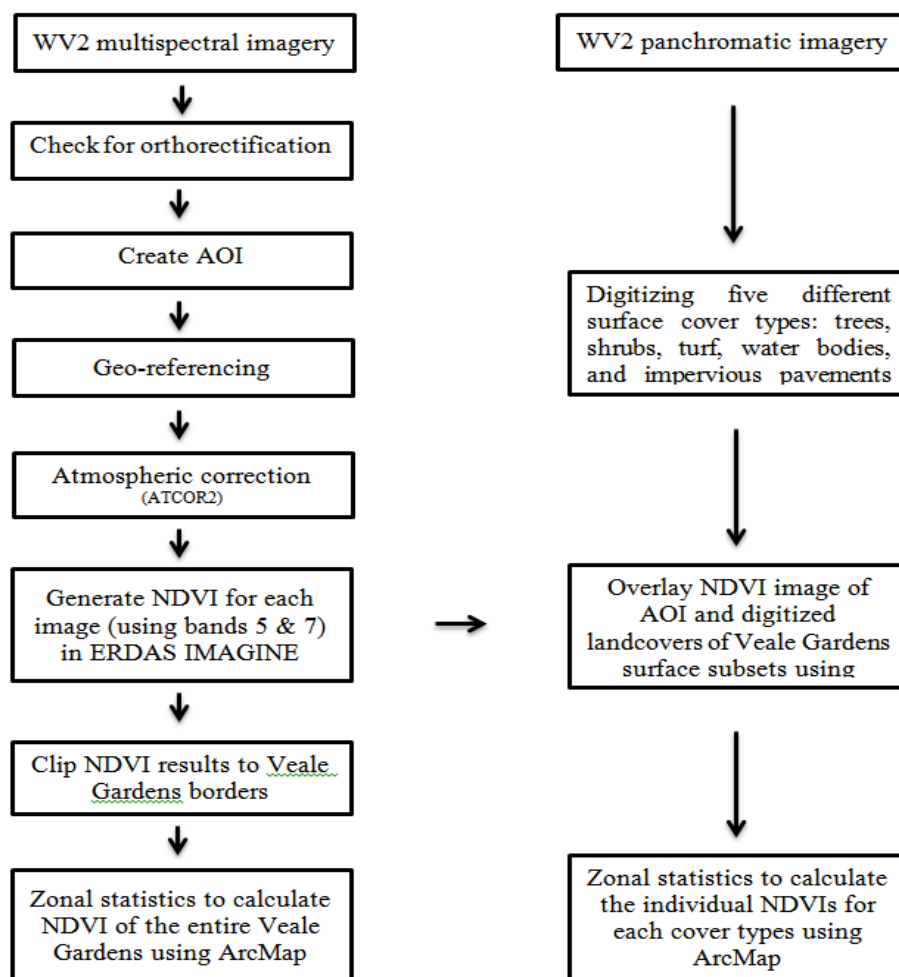 WV2 multispectral imagery
Check for orthorectification
Create AOI
Geo-referencing
Atmospheric correction
(ATCOR2)
Generate NDVI for each
image (using bands 5 & 7)
in ERDAS IMAGINE
Clip NDVI results to Veale
Gardens borders
Zonal statistics to calculate
NDVI of the entire Veale
Gardens using ArcMap
WV2 panchromatic imagery
Digitizing five different
surface cover types: trees,
shrubs, turf, water bodies,
and impervious pavements
Overlay NDVI image of
AOI and digitized
landcovers of Veale Gardens
surface subsets using
Zonal statistics to calculate
the individual NDVIs for
each cover types using
ArcMap